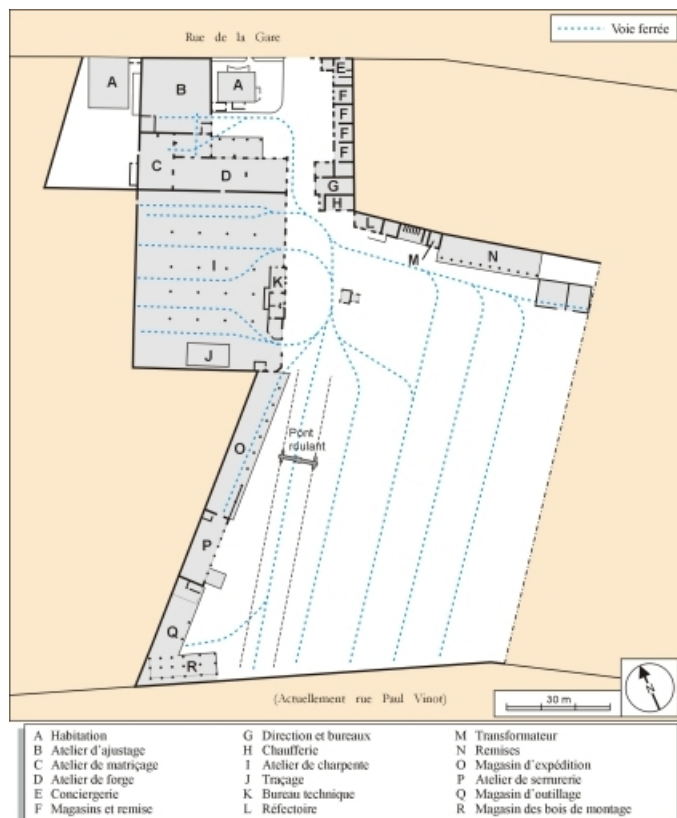 Rue de la Gare
Voie ferrée
A
B
A
E
F
F
F
F
C
D
G
H
L
M
N
I
K
J
Pont
roulant
O
P
Q
R
(Actuellement rue Paul Vinot)
30 m
N
A Habitation
B Atelier d'ajustage
C Atelier de matriçage
D Atelier de forge
E Conciergerie
F Magasins et remise
G Direction et bureaux
H Chaufferie
I Atelier de charpente
J Traçage
K Bureau technique
L Réfectoire
M Transformateur
N Remises
O Magasin d'expédition
P Atelier de serrurerie
Q Magasin d'outillage
R Magasin des bois de montage